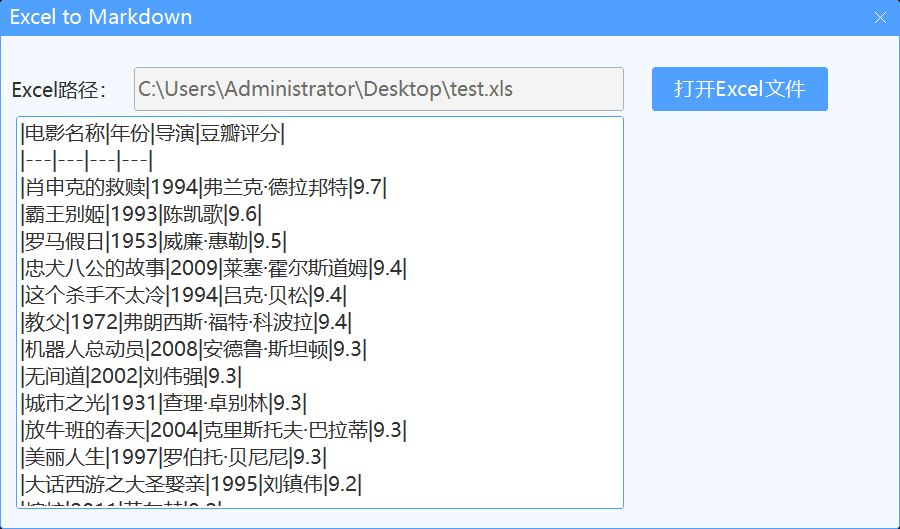 Excel to Markdown
Excel路径：
C:\Users\Administrator\Desktop\test.xls
打开Excel文件
|电影名称|年份|导演|豆瓣评分|
|---|---|---|---|
|肖申克的救赎|1994|弗兰克·德拉邦特|9.7|
|霸王别姬|1993|陈凯歌|9.6|
|罗马假日|1953|威廉·惠勒|9.5|
|忠犬八公的故事|2009|莱塞·霍尔斯道姆|9.4|
|这个杀手不太冷|1994|吕克·贝松|9.4|
|教父|1972|弗朗西斯·福特·科波拉|9.4|
|机器人总动员|2008|安德鲁·斯坦顿|9.3|
|无间道|2002|刘伟强|9.3|
|城市之光|1931|查理·卓别林|9.3|
|放牛班的春天|2004|克里斯托夫·巴拉蒂|9.3|
|美丽人生|1997|罗伯托·贝尼尼|9.3|
|大话西游之大圣娶亲|1995|刘镇伟|9.2|